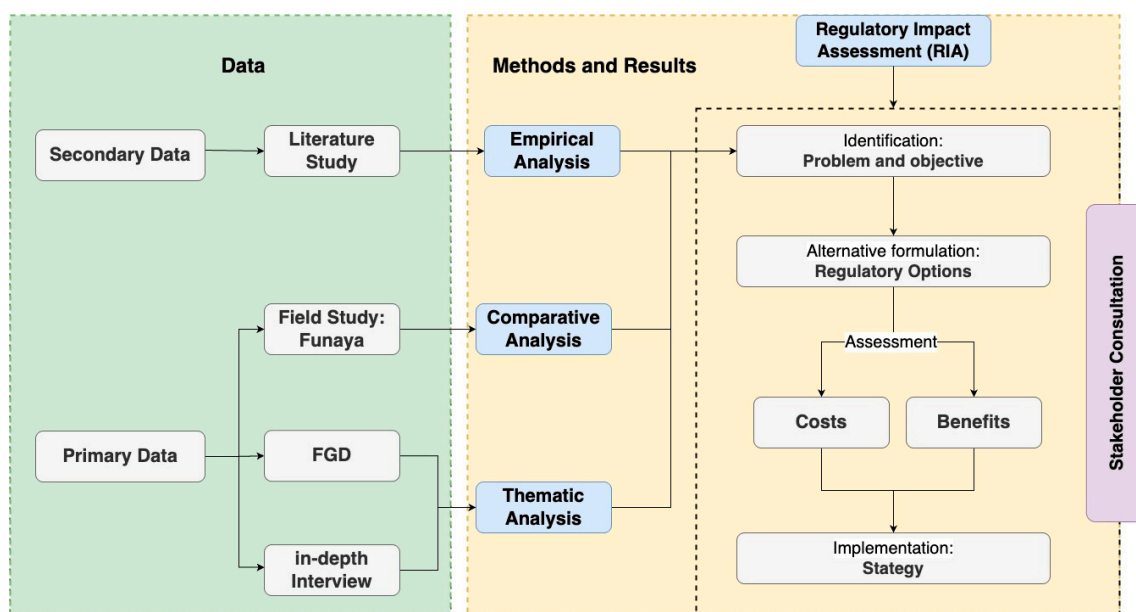 Data
Methods and Results
Regulatory Impact
Assessment (RIA)
Secondary Data
Literature
Study
Empirical
Analysis
Identification:
Problem and objective
Alternative formulation:
Regulatory Options
Field Study:
Funaya
Comparative
Analysis
Assessment
Costs
Benefits
Primary Data
FGD
Thematic
Analysis
in-depth
Interview
Implementation:
Stategy
Stakeholder Consultation